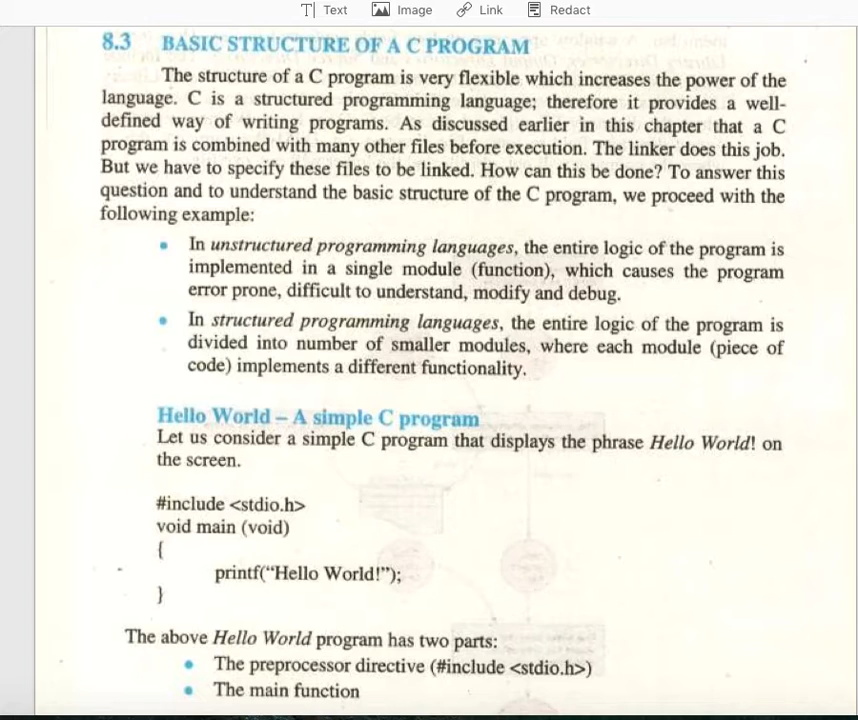 Text Image Link Redact
8.3 BASIC STRUCTURE OF A C PROGRAM
The structure of a C program is very flexible which increases the power of the
language. C is a structured programming language; therefore it provides a well-
defined way of writing programs. As discussed earlier in this chapter that a C
program is combined with many other files before execution. The linker does this job.
But we have to specify these files to be linked. How can this be done? To answer this
question and to understand the basic structure of the C program, we proceed with the
following example:
• In unstructured programming languages, the entire logic of the program is
implemented in a single module (function), which causes the program
error prone, difficult to understand, modify and debug.
• In structured programming languages, the entire logic of the program is
divided into number of smaller modules, where each module (piece of
code) implements a different functionality.
Hello World – A simple C program
Let us consider a simple C program that displays the phrase Hello World! on
the screen.
#include <stdio.h>
void main (void)
{
printf(“Hello World!”);
}
The above Hello World program has two parts:
• The preprocessor directive (#include <stdio.h>)
• The main function